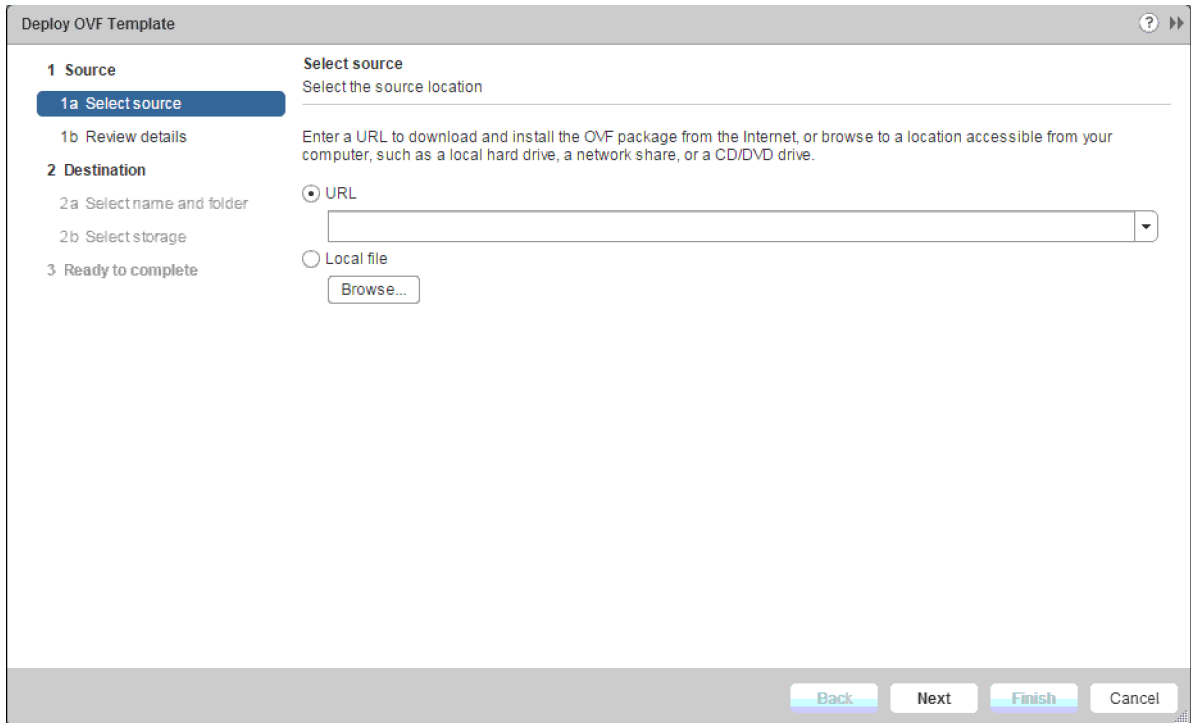 Deploy OVF Template
?
1 Source
1a Select source
1b Review details
2 Destination
2a Select name and folder
2b Select storage
3 Ready to complete
Select source
Select the source location
Enter a URL to download and install the OVF package from the Internet, or browse to a location accessible from your
computer, such as a local hard drive, a network share, or a CD/DVD drive.
URL
Local file
Browse...
Back
Next
Finish
Cancel